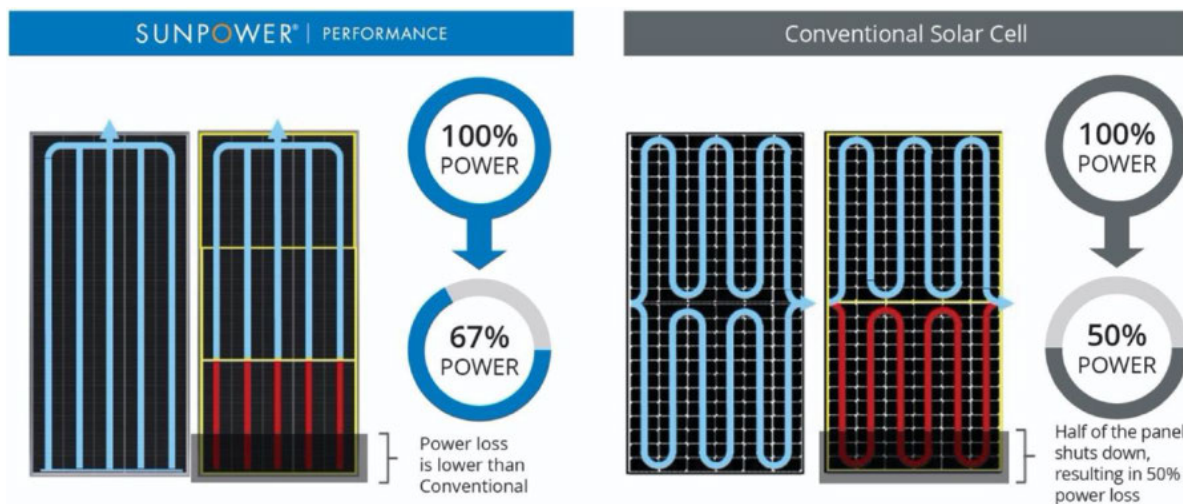 SUNPOWER® | PERFORMANCE
100%
POWER
67%
POWER
Power loss
is lower than
Conventional
Conventional Solar Cell
100%
POWER
50%
POWER
Half of the panel
shuts down,
resulting in 50%
power loss